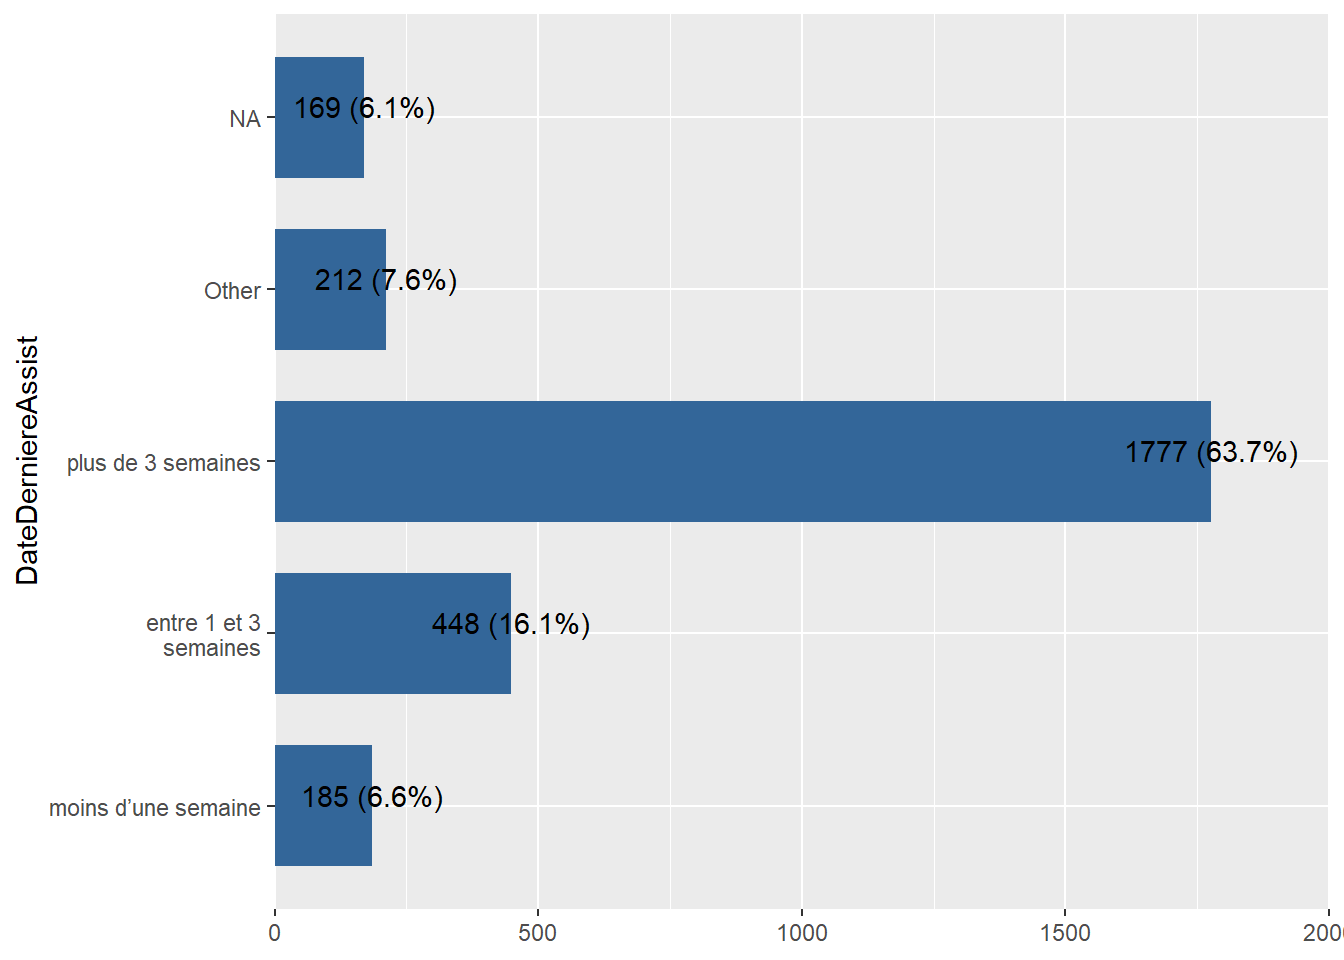 NA
169 (6.1%)
Other
212 (7.6%)
plus de 3 semaines
1777 (63.7%)
entre 1 et 3
semaines
448 (16.1%)
moins d’une semaine
185 (6.6%)
DateDerniereAssist
0
500
1000
1500